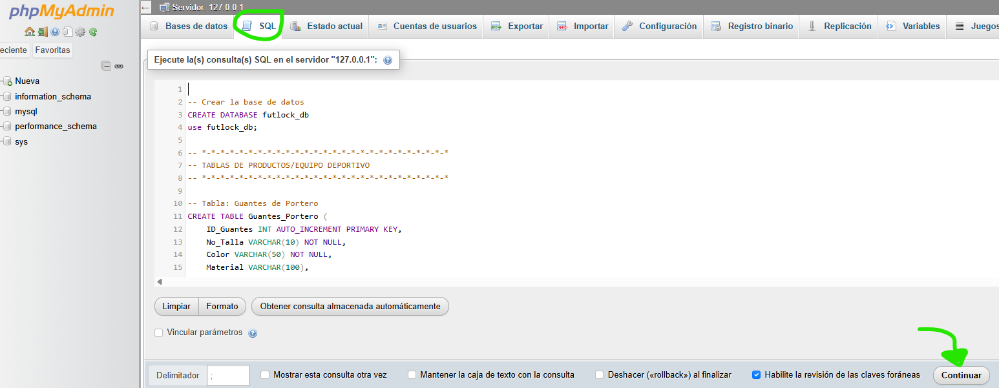 phpMyAdmin
eciente
Favoritas
Nueva
information_schema
mysql
performance_schema
sys
Servidor: 127.0.0.1
Bases de datos
SQL
Estado actual
Cuentas de usuarios
Exportar
Importar
Configuración
Registro binario
Replicación
Variables
Juegos
Ejecute la(s) consulta(s) SQL en el servidor "127.0.0.1":
1
2 -- Crear la base de datos
3 CREATE DATABASE futlock_db
4 use futlock_db;
5
6 -- *-*-*-*-*-*-*-*-*-*-*-*-*-*-*-*-*-*-*-*-*-*-*-*-*-*-*
7 -- TABLAS DE PRODUCTOS/EQUIPO DEPORTIVO
8 -- *-*-*-*-*-*-*-*-*-*-*-*-*-*-*-*-*-*-*-*-*-*-*-*-*-*-*
9
10 -- Tabla: Guantes de Portero
11 CREATE TABLE Guantes_Portero (
12 ID_Guantes INT AUTO_INCREMENT PRIMARY KEY,
13 No_Talla VARCHAR(10) NOT NULL,
14 Color VARCHAR(50) NOT NULL,
15 Material VARCHAR(100),
Limpiar
Formato
Obtener consulta almacenada automáticamente
Vincular parámetros
Delimitador
;
Mostrar esta consulta otra vez
Mantener la caja de texto con la consulta
Deshacer («rollback») al finalizar
Habilite la revisión de las claves foráneas
Continuar